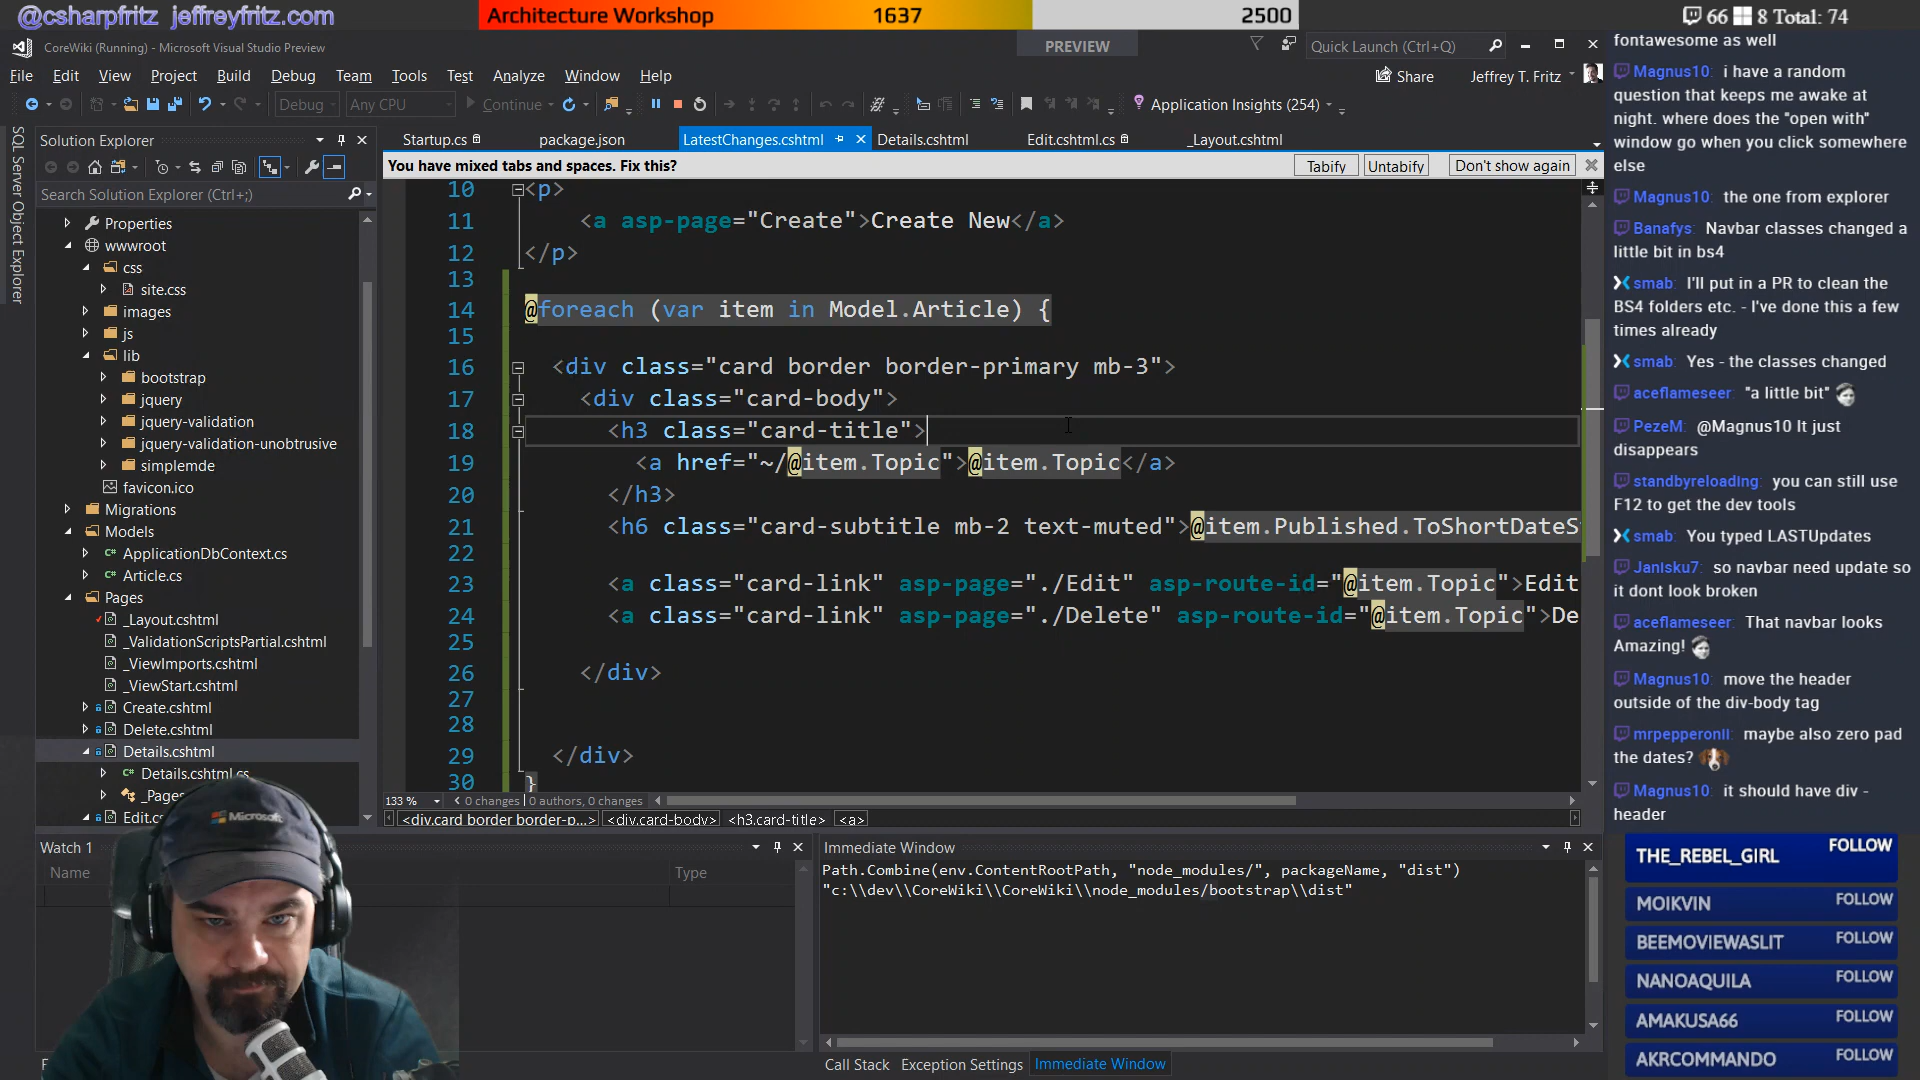 @csharpfritz jeffreyfritz.com
Architecture Workshop 1637 2500
66 8 Total: 74
CoreWiki (Running) - Microsoft Visual Studio Preview
PREVIEW
Quick Launch (Ctrl+Q)
File Edit View Project Build Debug Team Tools Test Analyze Window Help
Share Jeffrey T. Fritz
Debug Any CPU Continue Application Insights (254)
SQL Server Object Explorer
Solution Explorer
Search Solution Explorer (Ctrl+;)
Properties
wwwroot
css
site.css
images
js
lib
bootstrap
jquery
jquery-validation
jquery-validation-unobtrusive
simplemde
favicon.ico
Migrations
Models
ApplicationDbContext.cs
Article.cs
Pages
_Layout.cshtml
_ValidationScriptsPartial.cshtml
_ViewImports.cshtml
_ViewStart.cshtml
Create.cshtml
Delete.cshtml
Details.cshtml
Details.cshtml.cs
Startup.cs package.json LatestChanges.cshtml Details.cshtml Edit.cshtml.cs _Layout.cshtml
You have mixed tabs and spaces. Fix this? Tabify Untabify Don't show again
10 <p>
11 <a asp-page="Create">Create New</a>
12 </p>
13
14 @foreach (var item in Model.Article) {
15
16 <div class="card border border-primary mb-3">
17 <div class="card-body">
18 <h3 class="card-title">
19 <a href="~/@item.Topic">@item.Topic</a>
20 </h3>
21 <h6 class="card-subtitle mb-2 text-muted">@item.Published.ToShortDateS
22
23 <a class="card-link" asp-page="./Edit" asp-route-id="@item.Topic">Edit
24 <a class="card-link" asp-page="./Delete" asp-route-id="@item.Topic">De
25
26 </div>
27
28
29 </div>
30 }
133 % 0 changes | 0 authors, 0 changes
<div.card border border-p...> <div.card-body> <h3.card-title> <a>
Watch 1
Name Type
Immediate Window
Path.Combine(env.ContentRootPath, "node_modules/", packageName, "dist")
"c:\\dev\\CoreWiki\\CoreWiki\\node_modules/bootstrap\\dist"
Call Stack Exception Settings Immediate Window
Microsoft
fontawesome as well
Magnus10: i have a random
question that keeps me awake at
night. where does the "open with"
window go when you click somewhere
else
Magnus10: the one from explorer
Banafys: Navbar classes changed a
little bit in bs4
smab: I'll put in a PR to clean the
BS4 folders etc. - I've done this a few
times already
smab: Yes - the classes changed
aceflameseer: "a little bit"
PezeM: @Magnus10 It just
disappears
standbyreloading: you can still use
F12 to get the dev tools
smab: You typed LASTUpdates
Janisku7: so navbar need update so
it dont look broken
aceflameseer: That navbar looks
Amazing!
Magnus10: move the header
outside of the div-body tag
mrpepperonii: maybe also zero pad
the dates?
Magnus10: it should have div -
header
THE_REBEL_GIRL FOLLOW
MOIKVIN FOLLOW
BEEMOVIEWASLIT FOLLOW
NANOAQUILA FOLLOW
AMAKUSA66 FOLLOW
AKRCOMMANDO FOLLOW